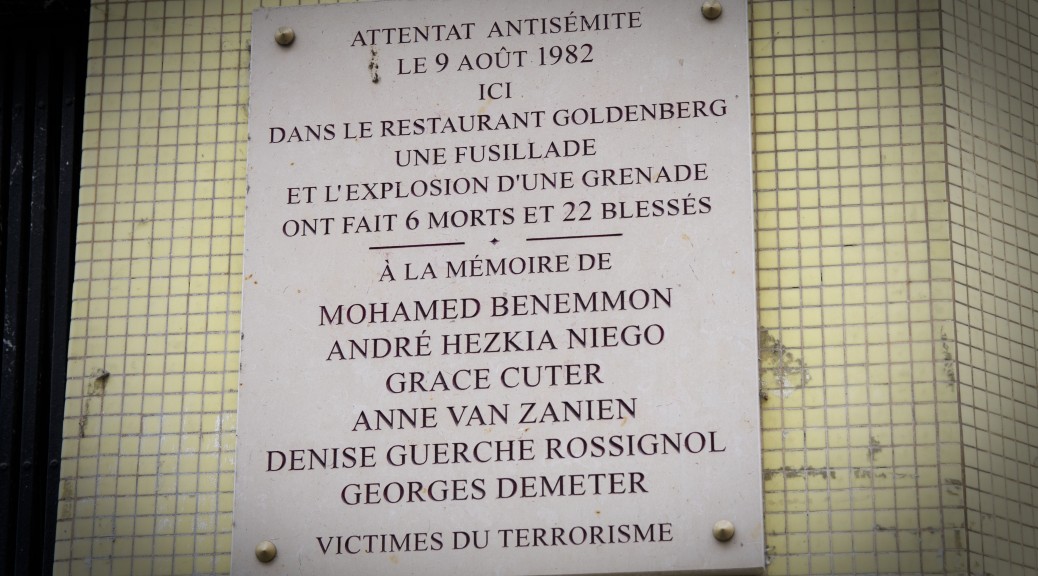 ATTENTAT ANTISÉMITE
LE 9 AOÛT 1982
ICI
DANS LE RESTAURANT GOLDENBERG
UNE FUSILLADE
ET L'EXPLOSION D'UNE GRENADE
ONT FAIT 6 MORTS ET 22 BLESSÉS
À LA MÉMOIRE DE
MOHAMED BENEMMON
ANDRÉ HEZKIA NIEGO
GRACE CUTER
ANNE VAN ZANIEN
DENISE GUERCHE ROSSIGNOL
GEORGES DEMETER
VICTIMES DU TERRORISME